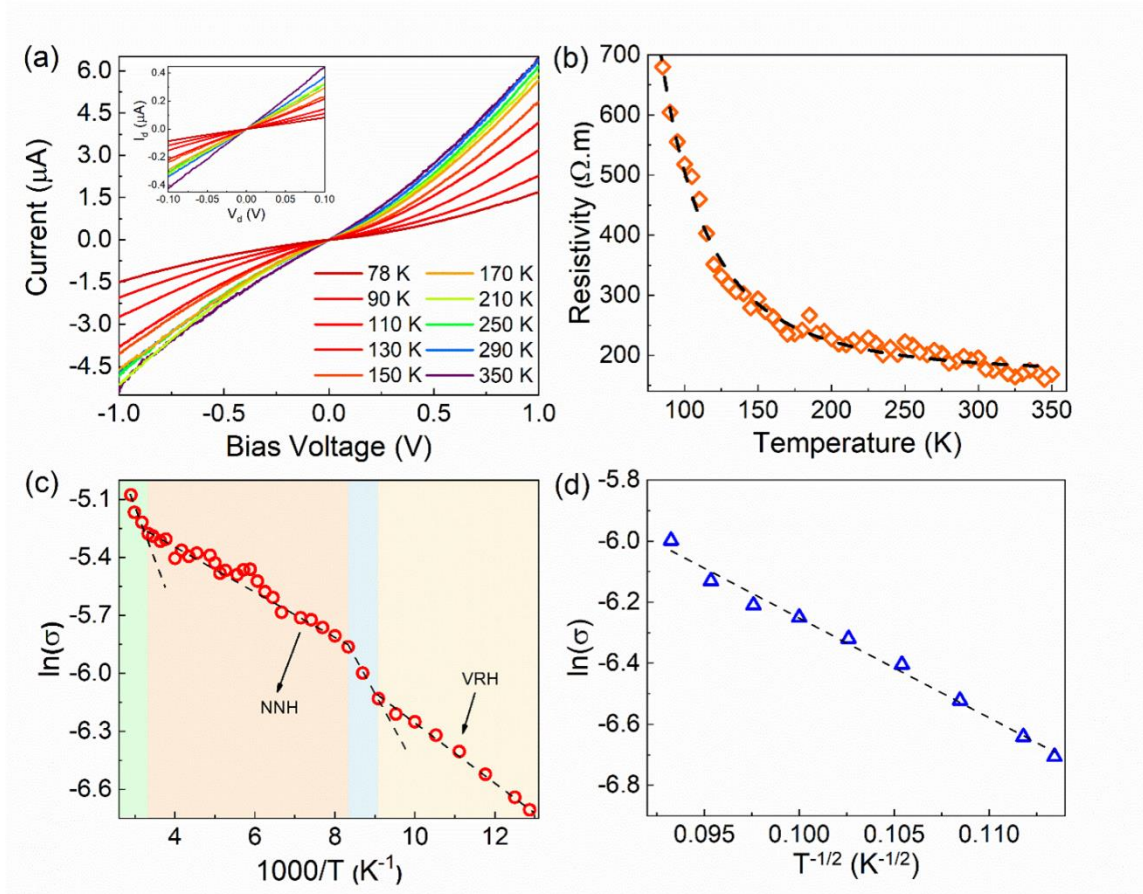 (a)
6.0
4.5
3.0
1.5
0.0
-1.5
-3.0
-4.5
Current (μA)
-1.0
-0.5
0.0
0.5
1.0
Bias Voltage (V)
0.4
0.2
0.0
-0.2
-0.4
I_d (μA)
-0.10
-0.05
0.00
0.05
0.10
V_d (V)
78 K
90 K
110 K
130 K
150 K
170 K
210 K
250 K
290 K
350 K
(b)
700
600
500
400
300
200
Resistivity (Ω.m)
100
150
200
250
300
350
Temperature (K)
(c)
-5.1
-5.4
-5.7
-6.0
-6.3
-6.6
ln(σ)
NNH
VRH
4
6
8
10
12
1000/T (K⁻¹)
(d)
-5.8
-6.0
-6.2
-6.4
-6.6
-6.8
ln(σ)
0.095
0.100
0.105
0.110
T⁻¹/² (K⁻¹/²)